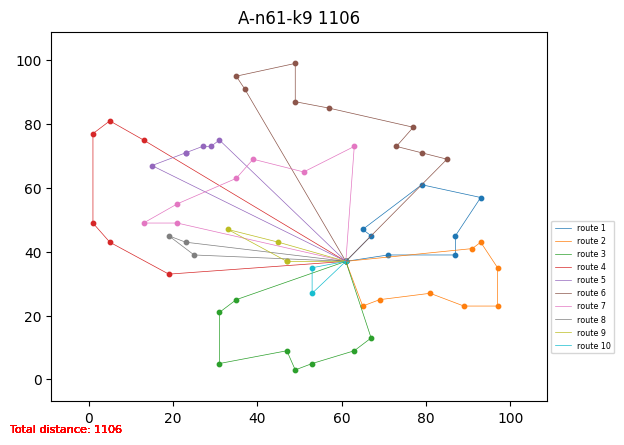 A-n61-k9 1106
100
80
60
40
20
0
0 20 40 60 80 100
route 1
route 2
route 3
route 4
route 5
route 6
route 7
route 8
route 9
route 10
Total distance: 1106